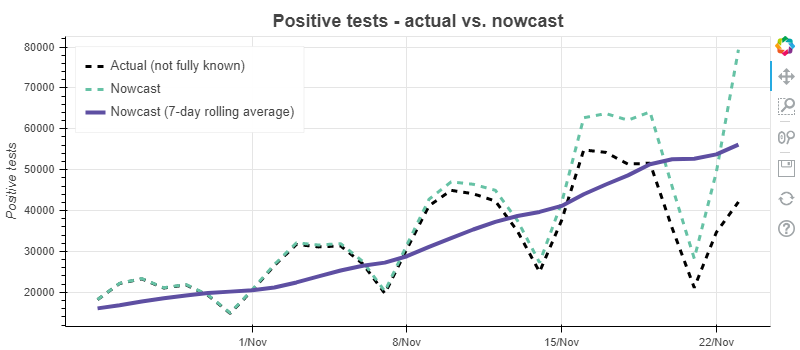 Positive tests - actual vs. nowcast
80000
70000
60000
50000
40000
30000
20000
Positive tests
Actual (not fully known)
Nowcast
Nowcast (7-day rolling average)
1/Nov
8/Nov
15/Nov
22/Nov